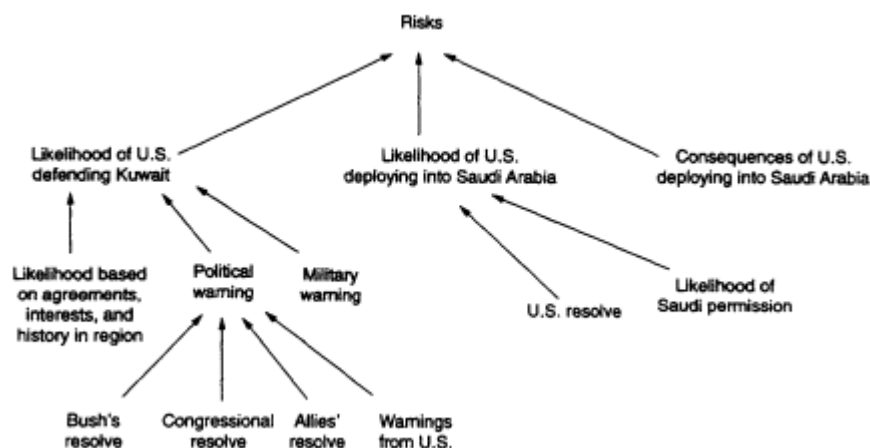 Risks
Likelihood of U.S.
defending Kuwait
Likelihood of U.S.
deploying into Saudi Arabia
Consequences of U.S.
deploying into Saudi Arabia
Likelihood based
on agreements,
interests, and
history in region
Political
warning
Military
warning
U.S. resolve
Likelihood of
Saudi permission
Bush's
resolve
Congressional
resolve
Allies'
resolve
Warnings
from U.S.